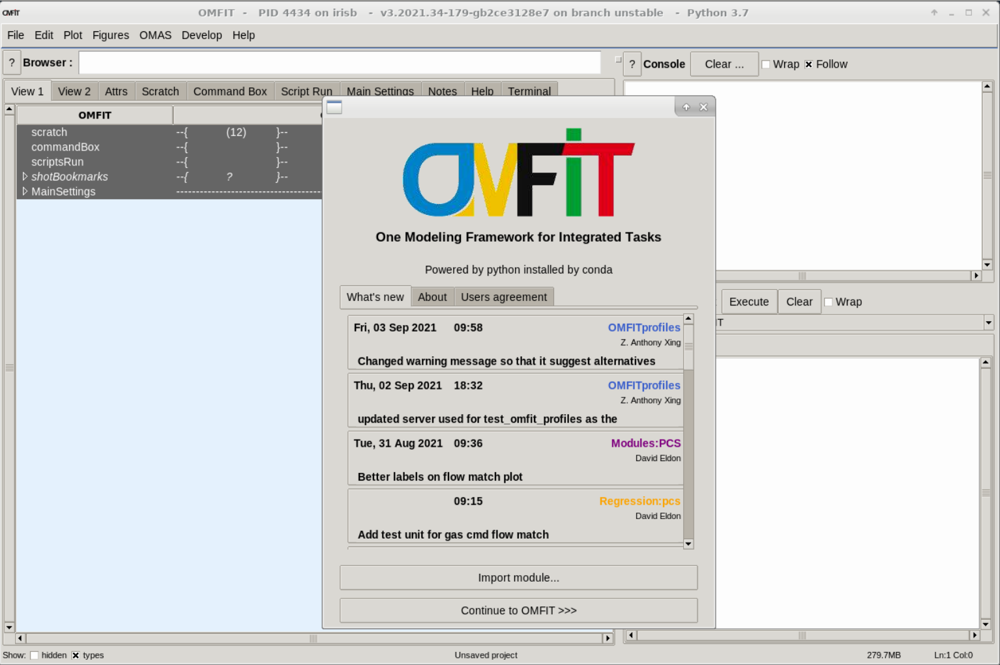 OMFIT
OMFIT - PID 4434 on irisb - v3.2021.34-179-gb2ce3128e7 on branch unstable - Python 3.7
File Edit Plot Figures OMAS Develop Help
? Browser :
? Console Clear ... Wrap Follow
View 1 View 2 Attrs Scratch Command Box Script Run Main Settings Notes Help Terminal
OMFIT
scratch --{ (12) }--
commandBox --{ }--
scriptsRun --{ }--
shotBookmarks --{ ? }--
MainSettings -------------------------------------
OMFIT
One Modeling Framework for Integrated Tasks
Powered by python installed by conda
What's new About Users agreement
Fri, 03 Sep 2021 09:58 OMFITprofiles
Z. Anthony Xing
Changed warning message so that it suggest alternatives
Thu, 02 Sep 2021 18:32 OMFITprofiles
Z. Anthony Xing
updated server used for test_omfit_profiles as the
Tue, 31 Aug 2021 09:36 Modules:PCS
David Eldon
Better labels on flow match plot
09:15 Regression:pcs
David Eldon
Add test unit for gas cmd flow match
Import module...
Continue to OMFIT >>>
Execute Clear Wrap
IT
Show: hidden types
Unsaved project
279.7MB
Ln:1 Col:0